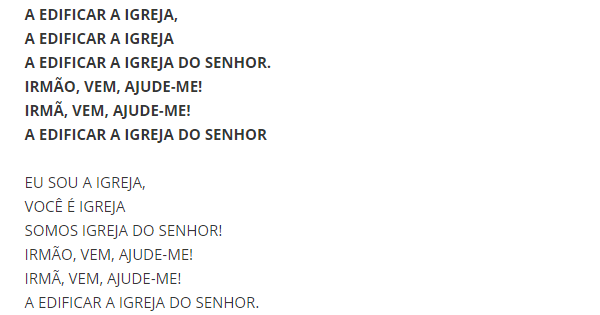 A EDIFICAR A IGREJA,
A EDIFICAR A IGREJA
A EDIFICAR A IGREJA DO SENHOR.
IRMÃO, VEM, AJUDE-ME!
IRMÃ, VEM, AJUDE-ME!
A EDIFICAR A IGREJA DO SENHOR

EU SOU A IGREJA,
VOCÊ É IGREJA
SOMOS IGREJA DO SENHOR!
IRMÃO, VEM, AJUDE-ME!
IRMÃ, VEM, AJUDE-ME!
A EDIFICAR A IGREJA DO SENHOR.